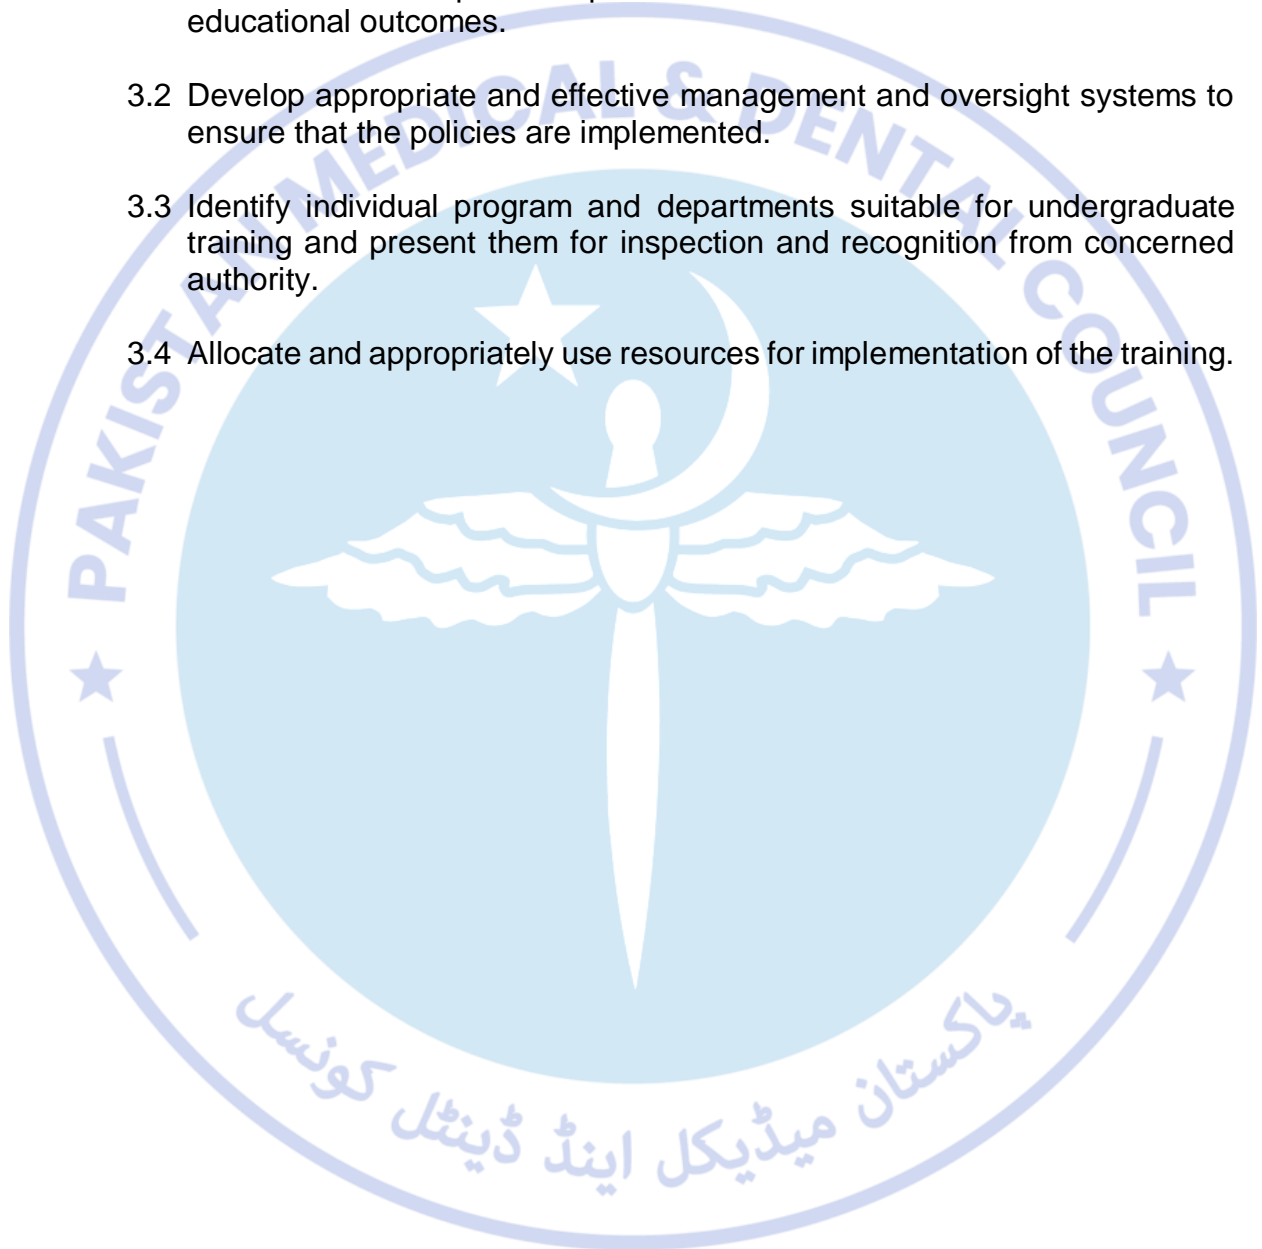 educational outcomes.
3.2 Develop appropriate and effective management and oversight systems to
ensure that the policies are implemented.
3.3 Identify individual program and departments suitable for undergraduate
training and present them for inspection and recognition from concerned
authority.
3.4 Allocate and appropriately use resources for implementation of the training.
PAKISTAN MEDICAL & DENTAL COUNCIL
پاکستان میڈیکل اینڈ ڈینٹل کونسل